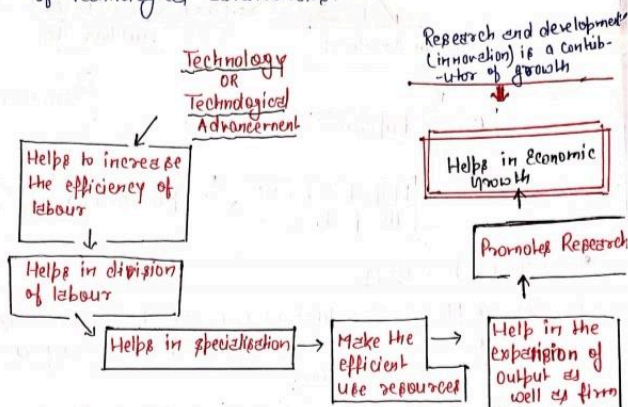 Technology
OR
Technological
Advancement
Research and development
(innovation) is a contrib-
-utor of growth
Helps to increase
the efficiency of
labour
Helps in division
of labour
Helps in specialisation
Make the
efficient
use resources
Help in the
expansion of
output as
well as firm
Promotes Research
Helps in Economic
Growth